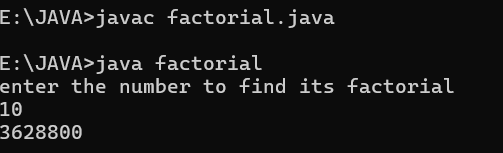 E:\JAVA>javac factorial.java
E:\JAVA>java factorial
enter the number to find its factorial
10
3628800